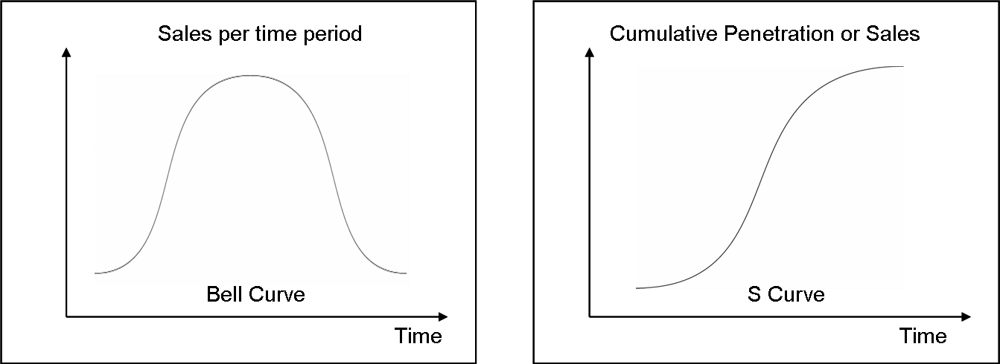 Sales per time period
Bell Curve
Time
Cumulative Penetration or Sales
S Curve
Time